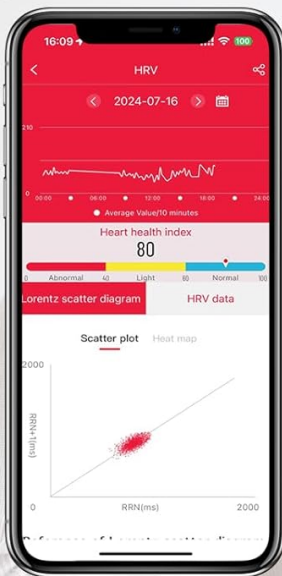 16:09
100
HRV
2024-07-16
210
0
00:00 06:00 12:00 18:00 24:00
Average Value/10 minutes
Heart health index
80
0 Abnormal 40 Light 80 Normal 100
Lorentz scatter diagram HRV data
Scatter plot Heat map
2000
RRN+1(ms)
0 RRN(ms) 2000